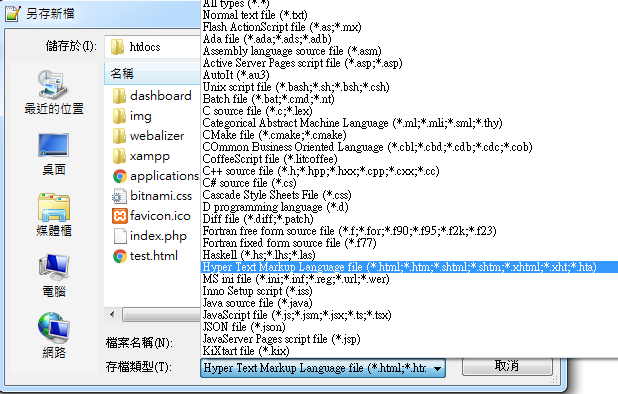 另存新檔
儲存於(I):
htdocs
名稱
最近的位置
桌面
媒體櫃
電腦
網路
dashboard
img
webalizer
xampp
applications
bitnami.css
favicon.ico
index.php
test.html
檔案名稱(N):
存檔類型(T):
Hyper Text Markup Language file (*.html;*.htr
取消
All types (*.*)
Normal text file (*.txt)
Flash ActionScript file (*.as;*.mx)
Ada file (*.ada;*.ads;*.adb)
Assembly language source file (*.asm)
Active Server Pages script file (*.asp;*.asp)
AutoIt (*.au3)
Unix script file (*.bash;*.sh;*.bsh;*.csh)
Batch file (*.bat;*.cmd;*.nt)
C source file (*.c;*.lex)
Categorical Abstract Machine Language (*.ml;*.mli;*.sml;*.thy)
CMake file (*.cmake;*.cmake)
COmmon Business Oriented Language (*.cbl;*.cbd;*.cdb;*.cdc;*.cob)
CoffeeScript file (*.litcoffee)
C++ source file (*.h;*.hpp;*.hxx;*.cpp;*.cxx;*.cc)
C# source file (*.cs)
Cascade Style Sheets File (*.css)
D programming language (*.d)
Diff file (*.diff;*.patch)
Fortran free form source file (*.f;*.for;*.f90;*.f95;*.f2k;*.f23)
Fortran fixed form source file (*.f77)
Haskell (*.hs;*.lhs;*.las)
Hyper Text Markup Language file (*.html;*.htm;*.shtml;*.shtm;*.xhtml;*.xht;*.hta)
MS ini file (*.ini;*.inf;*.reg;*.url;*.wer)
Inno Setup script (*.iss)
Java source file (*.java)
JavaScript file (*.js;*.jsm;*.jsx;*.ts;*.tsx)
JSON file (*.json)
JavaServer Pages script file (*.jsp)
KiXtart file (*.kix)